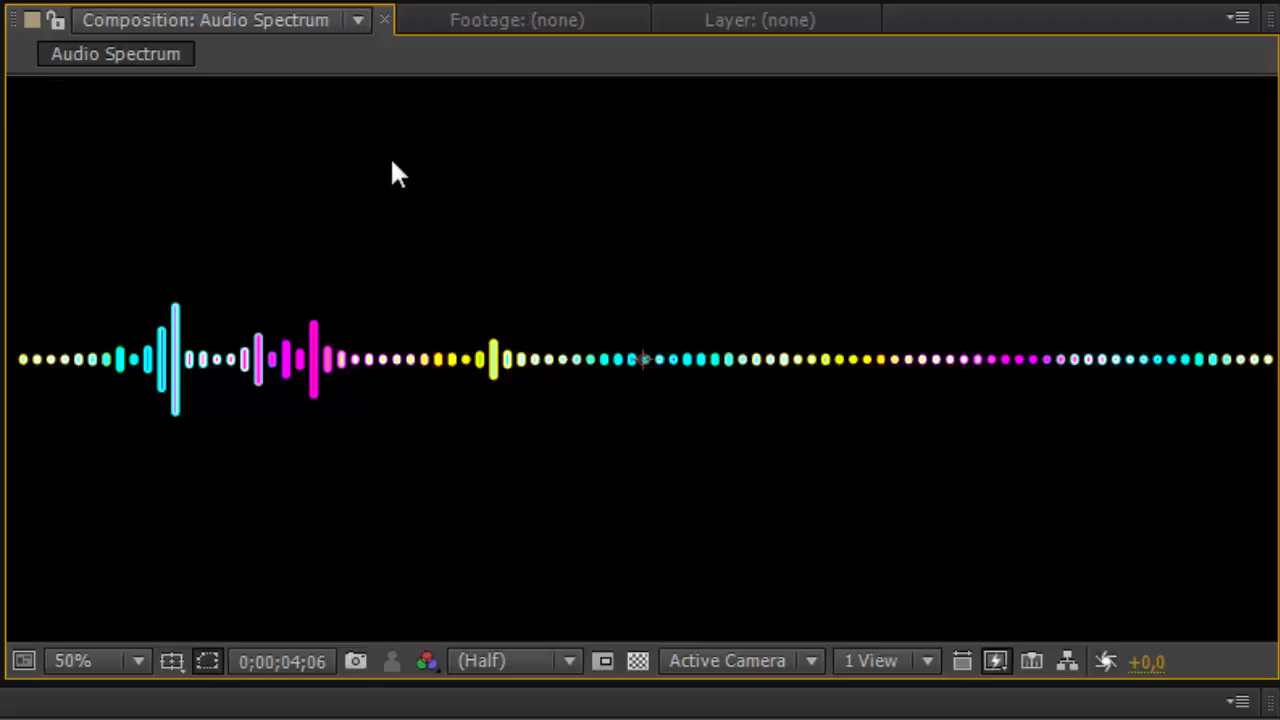 Composition: Audio Spectrum
Footage: (none)
Layer: (none)
Audio Spectrum
50%
0;00;04;06
(Half)
Active Camera
1 View
+0,0